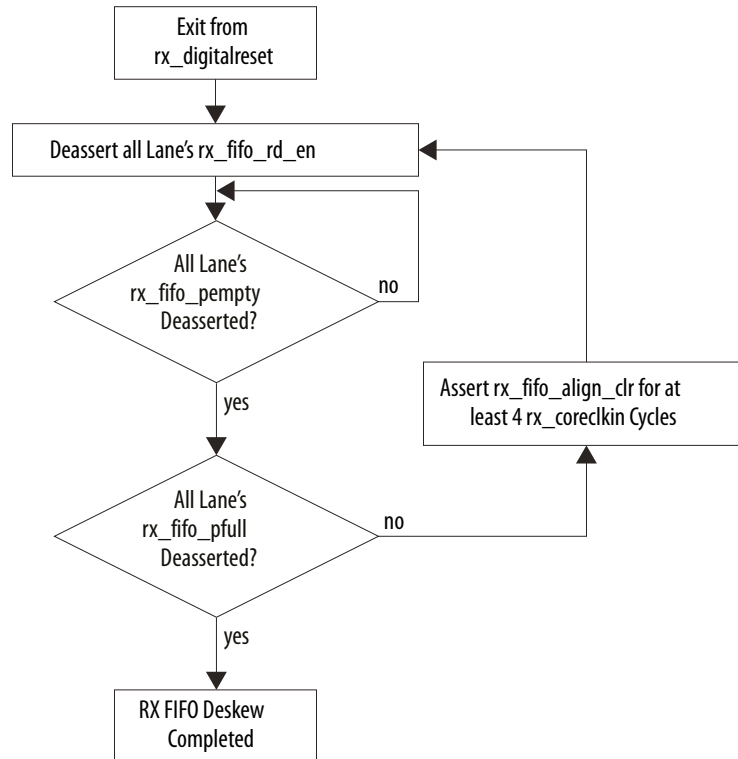 Exit from
rx_digitalreset
Deassert all Lane's rx_fifo_rd_en
All Lane's
rx_fifo_pempty
Deasserted?
no
yes
Assert rx_fifo_align_clr for at
least 4 rx_coreclkin Cycles
All Lane's
rx_fifo_pfull
Deasserted?
no
yes
RX FIFO Deskew
Completed